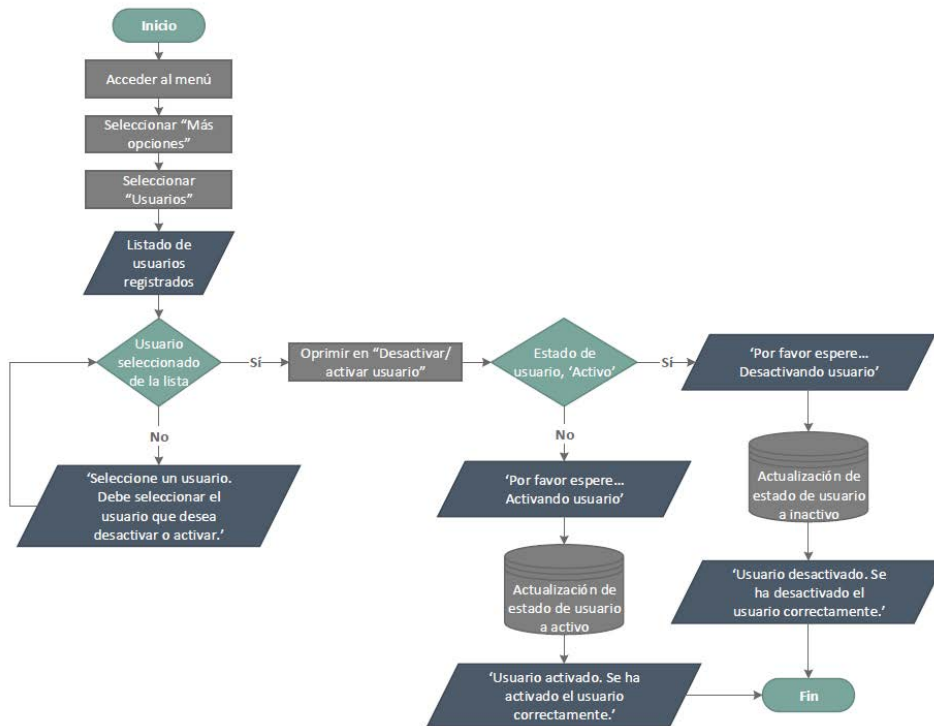 Inicio
Acceder al menú
Seleccionar “Más
opciones”
Seleccionar
“Usuarios”
Listado de
usuarios
registrados
Usuario
seleccionado
de la lista
Sí
Oprimir en “Desactivar/
activar usuario”
Estado de
usuario, ‘Activo’
Sí
‘Por favor espere...
Desactivando usuario’
No
‘Seleccione un usuario.
Debe seleccionar el
usuario que desea
desactivar o activar.’
No
‘Por favor espere...
Activando usuario’
Actualización de
estado de usuario
a inactivo
Actualización de
estado de usuario
a activo
‘Usuario desactivado. Se
ha desactivado el
usuario correctamente.’
‘Usuario activado. Se ha
activado el usuario
correctamente.’
Fin